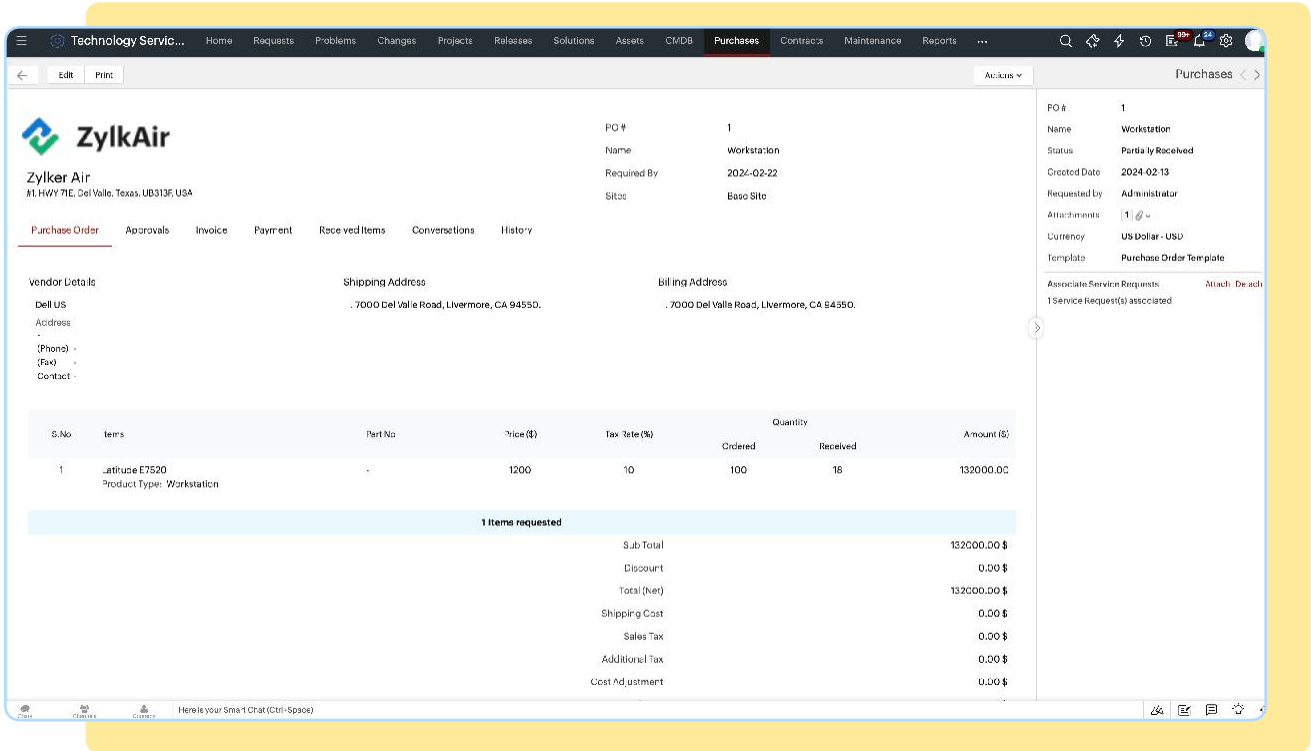 Technology Servic... Home Requests Problems Changes Projects Releases Solutions Assets CMDB Purchases Contracts Maintenance Reports ... 99+ 24
Edit Print Actions Purchases
ZylkAir
Zylker Air
#1, HWY 71E, Del Valle, Texas, UB313F, USA
PO # 1
Name Workstation
Required By 2024-02-22
Sites Base Site
Purchase Order Approvals Invoice Payment Received Items Conversations History
Vendor Details Shipping Address Billing Address
Dell US . 7000 Del Valle Road, Livermore, CA 94550. . 7000 Del Valle Road, Livermore, CA 94550.
Address
-
(Phone) -
(Fax) -
Contact -
Quantity
S.No Items Part No Price ($) Tax Rate (%) Ordered Received Amount ($)
1 Latitude E7520 - 1200 10 100 18 132000.00
Product Type: Workstation
1 Items requested
Sub Total 132000.00 $
Discount 0.00 $
Total (Net) 132000.00 $
Shipping Cost 0.00 $
Sales Tax 0.00 $
Additional Tax 0.00 $
Cost Adjustment 0.00 $
PO # 1
Name Workstation
Status Partially Received
Created Date 2024-02-13
Requested by Administrator
Attachments 1
Currency US Dollar - USD
Template Purchase Order Template
Associate Service Requests Attach Detach
1 Service Request(s) associated
Chats Channels Contacts Here is your Smart Chat (Ctrl+Space)